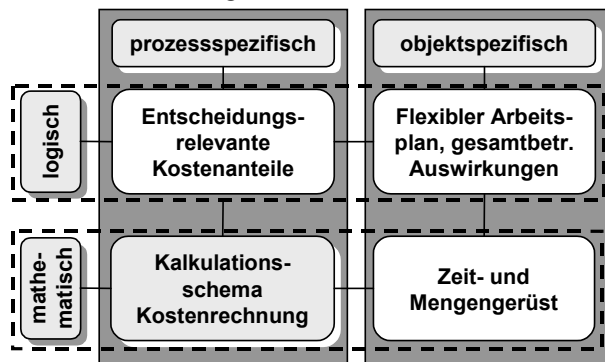 prozessspezifisch
objektspezifisch
logisch
Entscheidungs-
relevante
Kostenanteile
Flexibler Arbeits-
plan, gesamtbetr.
Auswirkungen
mathe-
matisch
Kalkulations-
schema
Kostenrechnung
Zeit- und
Mengengerüst